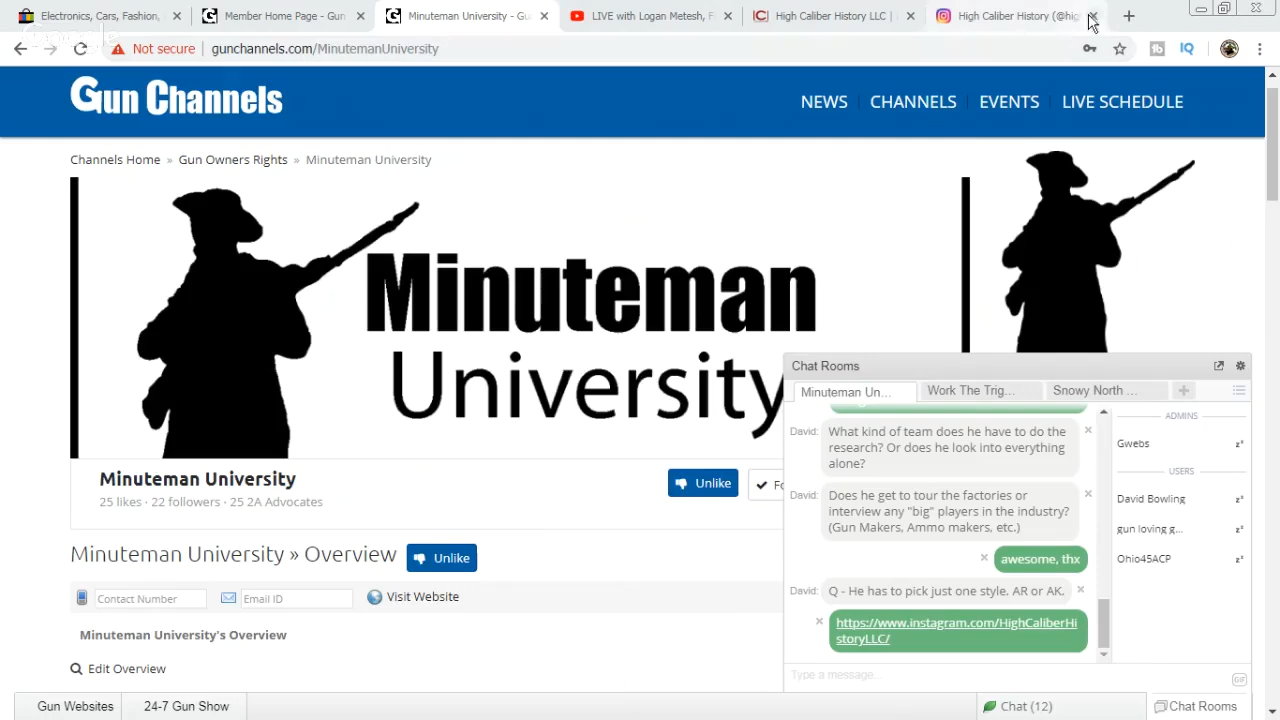 Electronics, Cars, Fashion,
Member Home Page - Gun
Minuteman University - Gu
LIVE with Logan Metesh, F
High Caliber History LLC |
High Caliber History (@hig
Not secure
gunchannels.com/MinutemanUniversity
Gun Channels
NEWS
CHANNELS
EVENTS
LIVE SCHEDULE
Channels Home » Gun Owners Rights » Minuteman University
Minuteman
University
Minuteman University
25 likes · 22 followers · 25 2A Advocates
Unlike
Fo
Minuteman University » Overview
Unlike
Contact Number
Email ID
Visit Website
Minuteman University's Overview
Edit Overview
Chat Rooms
Minuteman Un...
Work The Trig...
Snowy North ...
David:
What kind of team does he have to do the
research? Or does he look into everything
alone?
David:
Does he get to tour the factories or
interview any "big" players in the industry?
(Gun Makers, Ammo makers, etc.)
awesome, thx
David:
Q - He has to pick just one style. AR or AK.
https://www.instagram.com/HighCaliberHi
storyLLC/
Type a message...
GIF
ADMINS
Gwebs
USERS
David Bowling
gun loving g...
Ohio45ACP
Gun Websites
24-7 Gun Show
Chat (12)
Chat Rooms